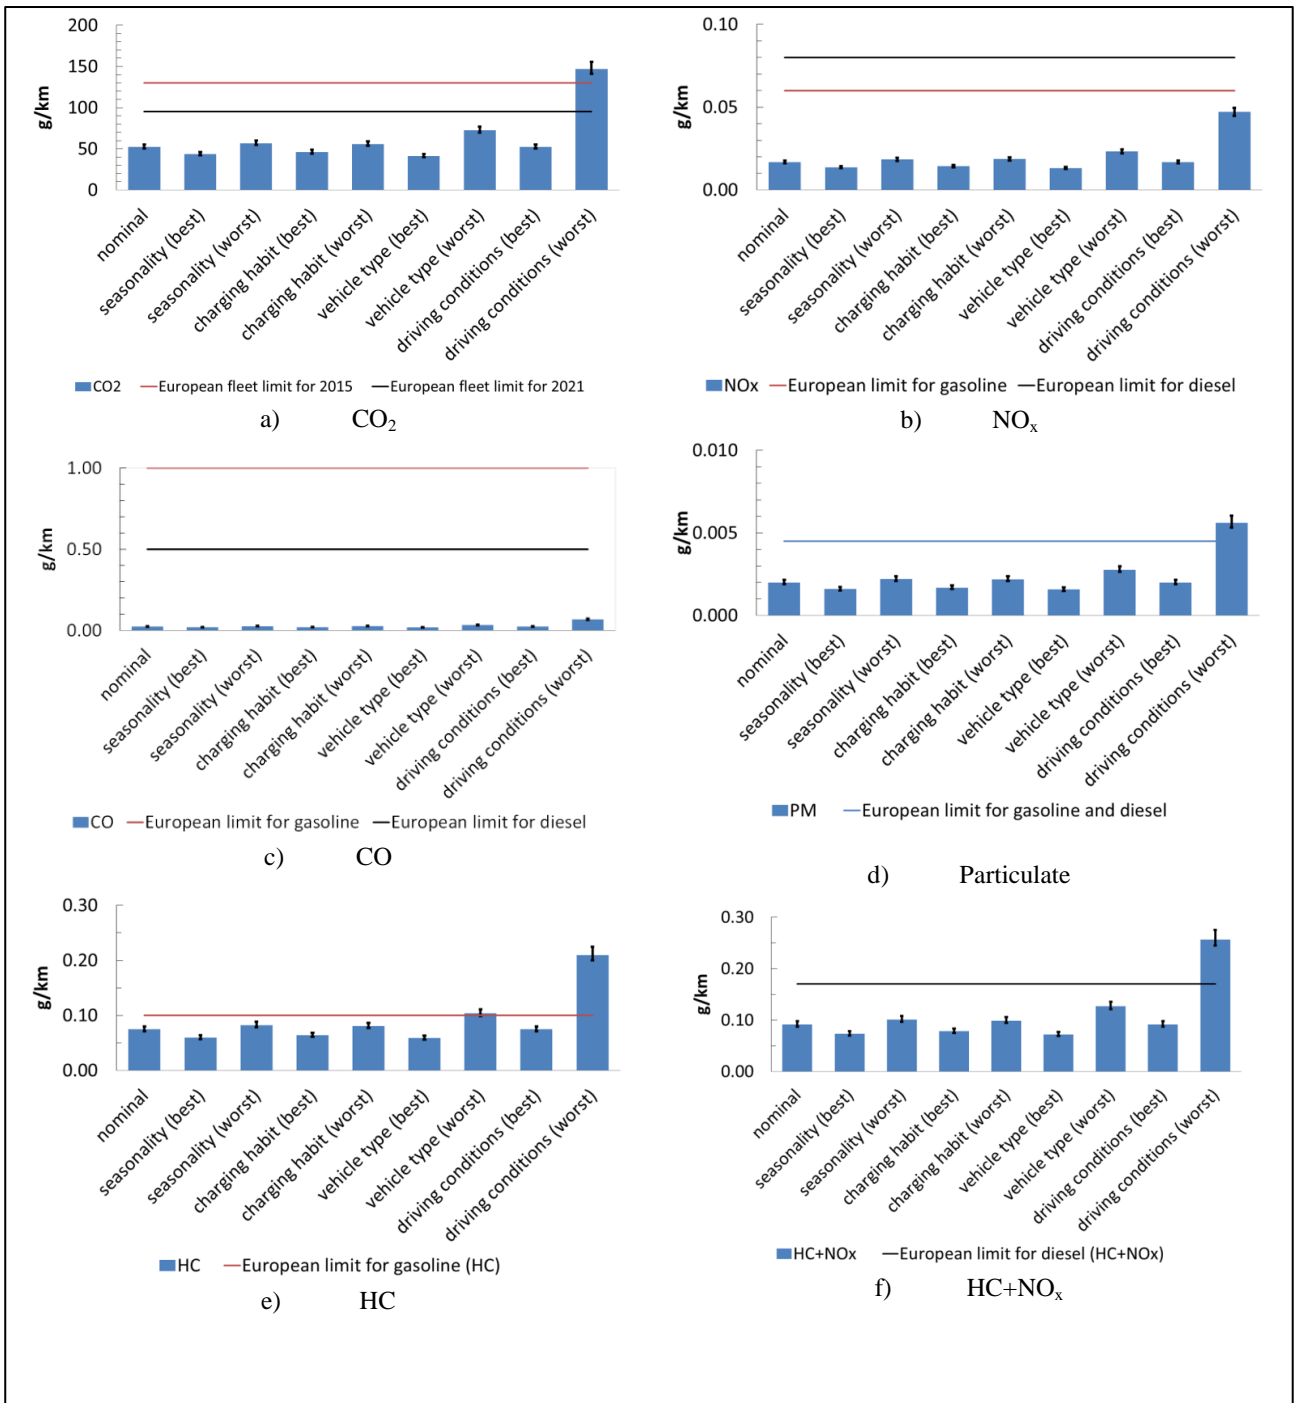 200
150
100
50
0
g/km
nominal
seasonality (best)
seasonality (worst)
charging habit (best)
charging habit (worst)
vehicle type (best)
vehicle type (worst)
driving conditions (best)
driving conditions (worst)
CO2 European fleet limit for 2015 European fleet limit for 2021
a) CO₂
0.10
0.05
0.00
g/km
nominal
seasonality (best)
seasonality (worst)
charging habit (best)
charging habit (worst)
vehicle type (best)
vehicle type (worst)
driving conditions (best)
driving conditions (worst)
NOx European limit for gasoline European limit for diesel
b) NOₓ
1.00
0.50
0.00
g/km
nominal
seasonality (best)
seasonality (worst)
charging habit (best)
charging habit (worst)
vehicle type (best)
vehicle type (worst)
driving conditions (best)
driving conditions (worst)
CO European limit for gasoline European limit for diesel
c) CO
0.010
0.005
0.000
g/km
nominal
seasonality (best)
seasonality (worst)
charging habit (best)
charging habit (worst)
vehicle type (best)
vehicle type (worst)
driving conditions (best)
driving conditions (worst)
PM European limit for gasoline and diesel
d) Particulate
0.30
0.20
0.10
0.00
g/km
nominal
seasonality (best)
seasonality (worst)
charging habit (best)
charging habit (worst)
vehicle type (best)
vehicle type (worst)
driving conditions (best)
driving conditions (worst)
HC European limit for gasoline (HC)
e) HC
0.30
0.20
0.10
0.00
g/km
nominal
seasonality (best)
seasonality (worst)
charging habit (best)
charging habit (worst)
vehicle type (best)
vehicle type (worst)
driving conditions (best)
driving conditions (worst)
HC+NOx European limit for diesel (HC+NOx)
f) HC+NOₓ